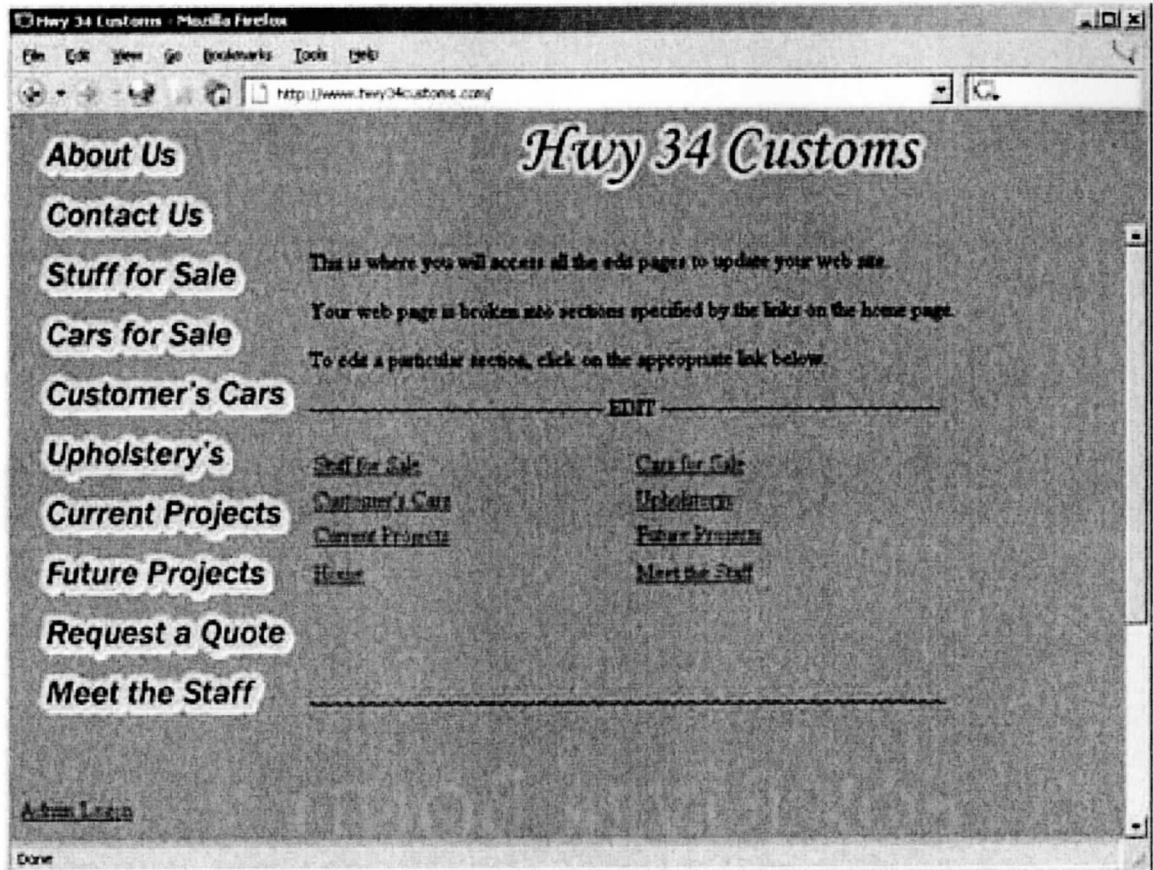 Hwy 34 Customs - Mozilla Firefox
File Edit View Go Bookmarks Tools Help
http://www.hwy34customs.com/
Hwy 34 Customs
About Us
Contact Us
Stuff for Sale
Cars for Sale
Customer's Cars
Upholstery's
Current Projects
Future Projects
Request a Quote
Meet the Staff
Admin Login
This is where you will access all the edit pages to update your web site.
Your web page is broken into sections specified by the links on the home page.
To edit a particular section, click on the appropriate link below.
EDIT
Stuff for Sale Cars for Sale
Customer's Cars
Current Projects Future Projects
Home Meet the Staff
Done